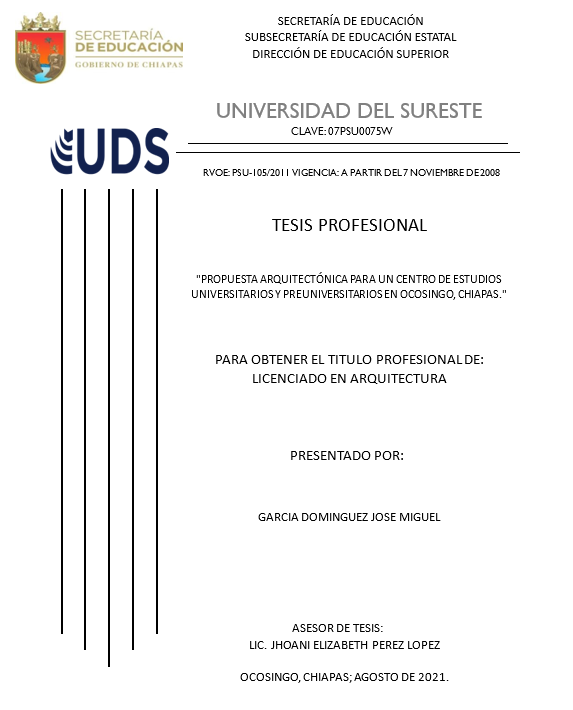 SECRETARÍA DE EDUCACIÓN
SUBSECRETARÍA DE EDUCACIÓN ESTATAL
DIRECCIÓN DE EDUCACIÓN SUPERIOR
SECRETARÍA
DE EDUCACIÓN
GOBIERNO DE CHIAPAS
UNIVERSIDAD DEL SURESTE
CLAVE: 07PSU0075W
UDS
RVOE: PSU-105/2011 VIGENCIA: A PARTIR DEL 7 NOVIEMBRE DE 2008
TESIS PROFESIONAL
"PROPUESTA ARQUITECTÓNICA PARA UN CENTRO DE ESTUDIOS
UNIVERSITARIOS Y PREUNIVERSITARIOS EN OCOSINGO, CHIAPAS."
PARA OBTENER EL TITULO PROFESIONAL DE:
LICENCIADO EN ARQUITECTURA
PRESENTADO POR:
GARCIA DOMINGUEZ JOSE MIGUEL
ASESOR DE TESIS:
LIC. JHOANI ELIZABETH PEREZ LOPEZ
OCOSINGO, CHIAPAS; AGOSTO DE 2021.